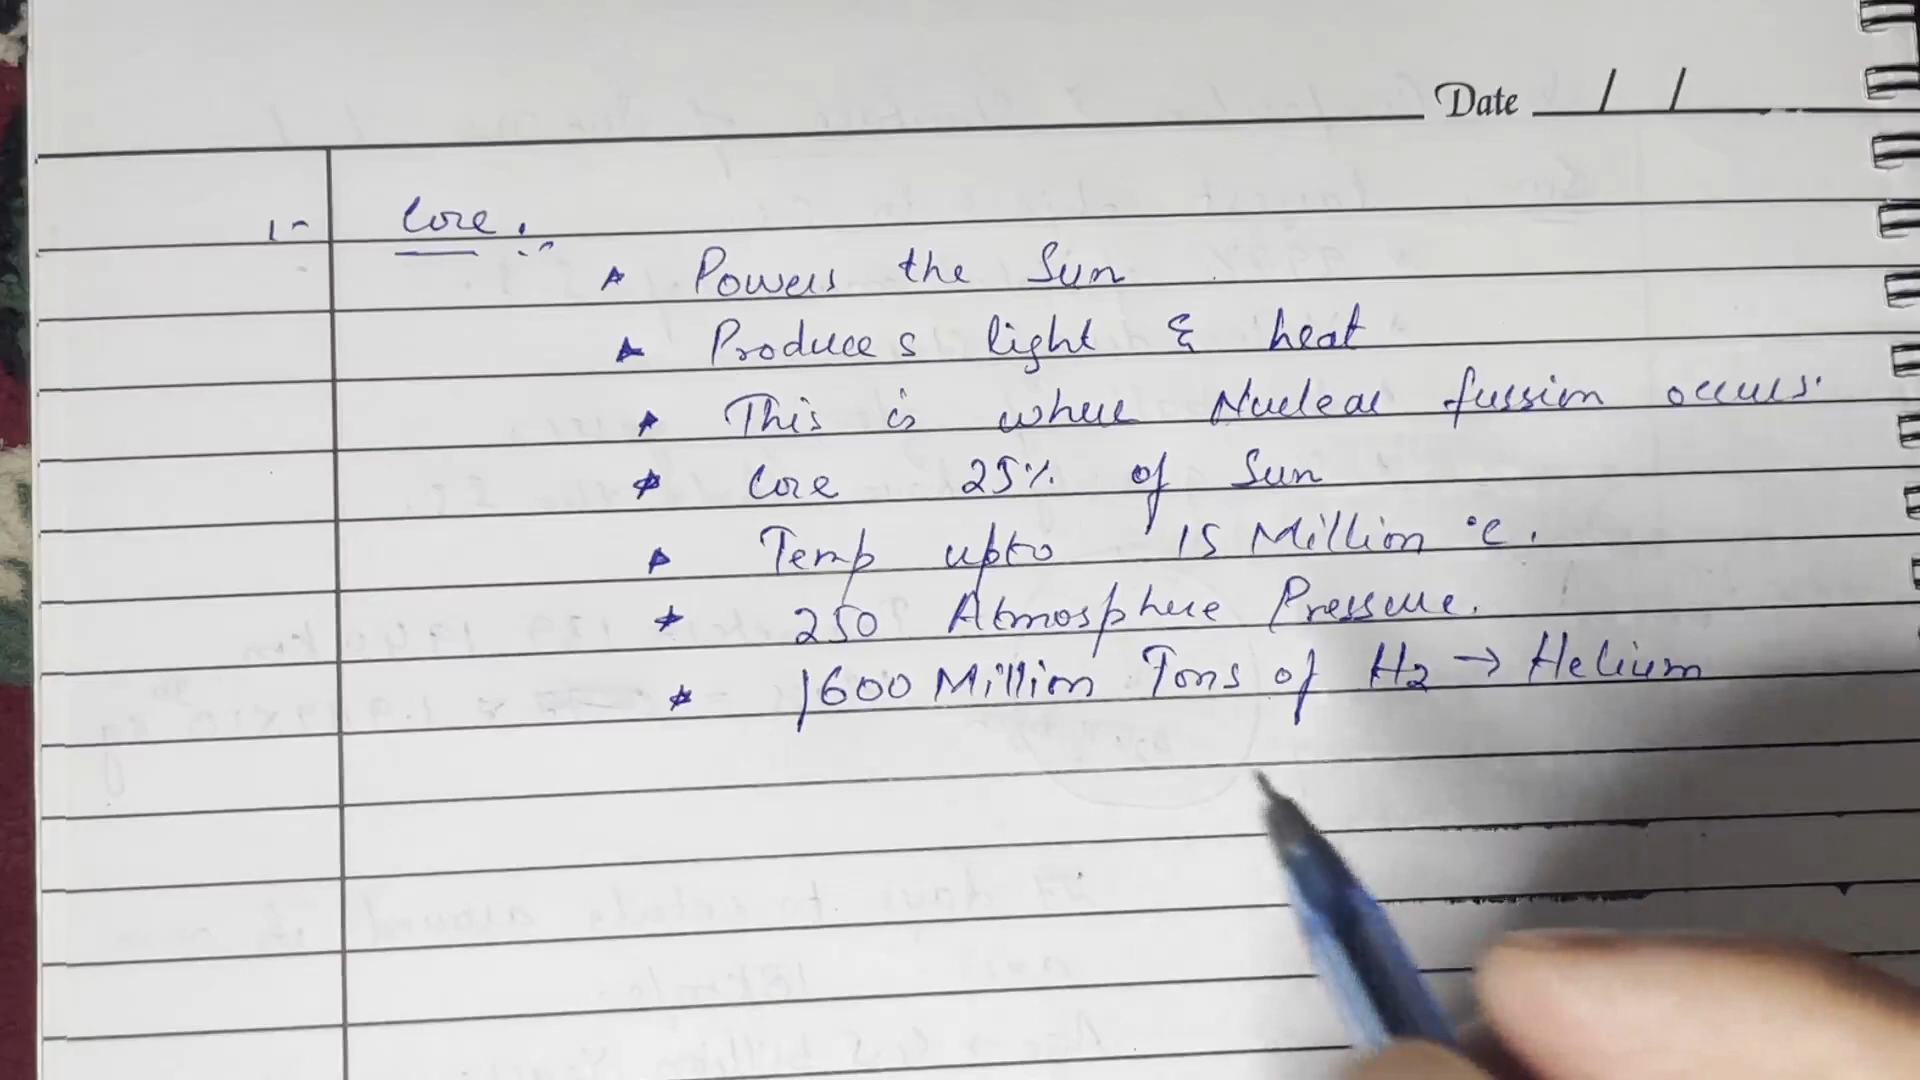 Date / /
1- Core :-
Powers the Sun
Produces light & heat
This is where Nuclear fussion occurs.
Core 25% of Sun
Temp upto 15 Million °C.
250 Atmosphere Pressure.
1600 Million Tons of H2 → Helium